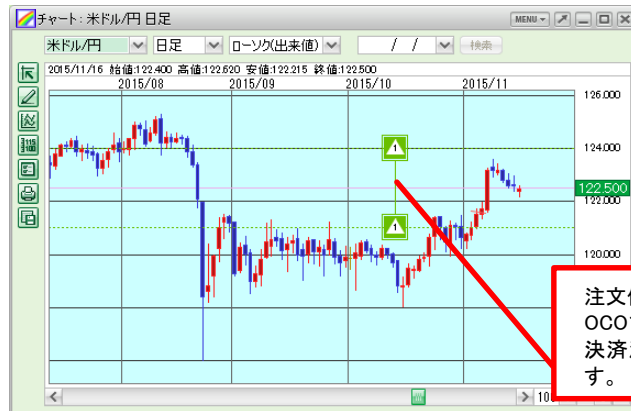 チャート: 米ドル/円 日足
MENU
米ドル/円 日足 ローソク(出来値) / / 検索
2015/11/16 始値:122.400 高値:122.620 安値:122.215 終値:122.500
2015/08 2015/09 2015/10 2015/11
126.000
124.000
122.500
122.000
120.000
1
1
注文
OCO
決済
す。
10